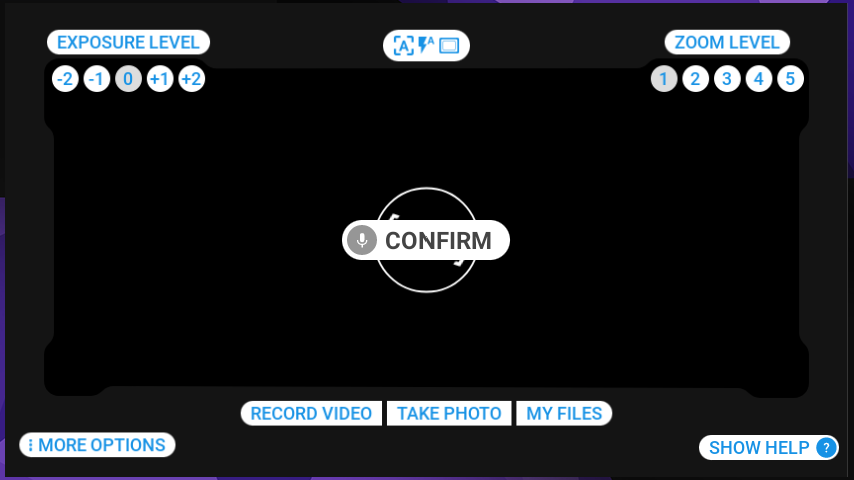 EXPOSURE LEVEL
A A
ZOOM LEVEL
-2 -1 0 +1 +2
1 2 3 4 5
CONFIRM
RECORD VIDEO TAKE PHOTO MY FILES
MORE OPTIONS
SHOW HELP ?